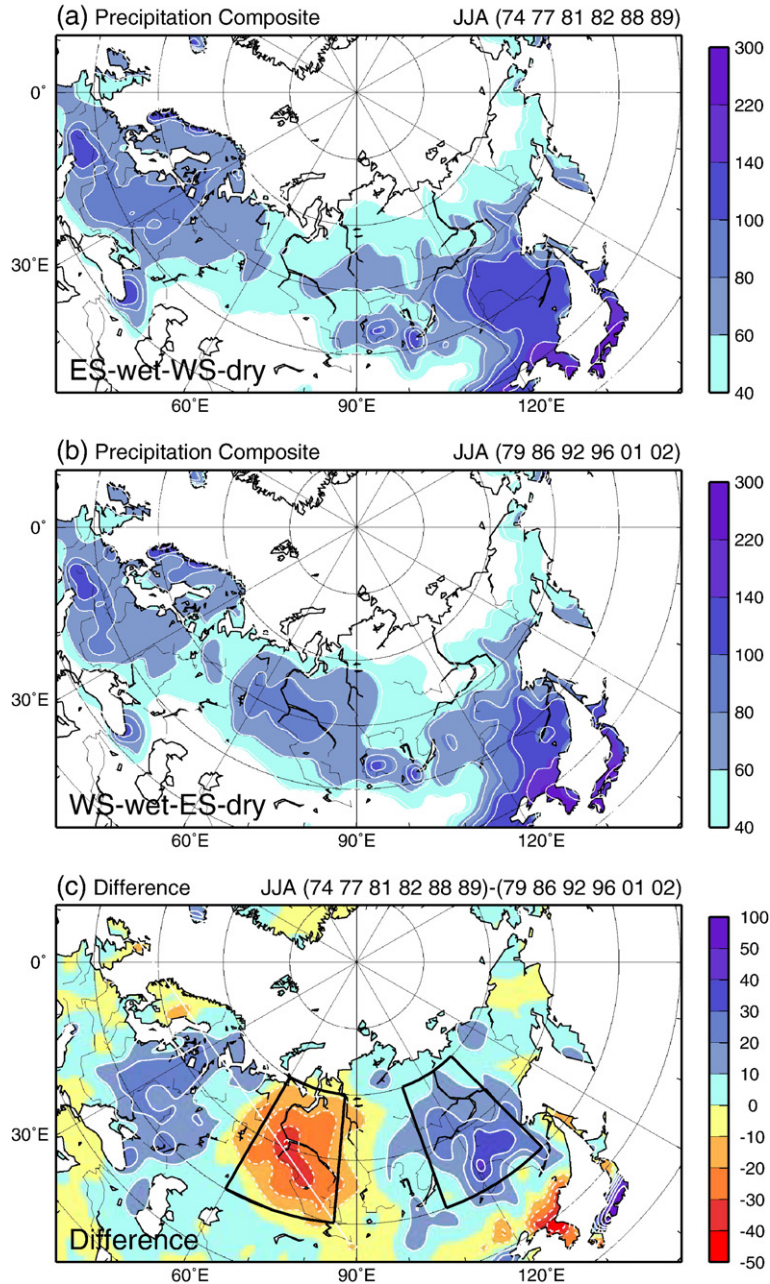 (a) Precipitation Composite JJA (74 77 81 82 88 89)
300
0°
220
140
100
80
30°E
60
ES-wet-WS-dry
40
60°E 90°E 120°E
(b) Precipitation Composite JJA (79 86 92 96 01 02)
300
0°
220
140
100
80
30°E
60
WS-wet-ES-dry
40
60°E 90°E 120°E
(c) Difference JJA (74 77 81 82 88 89)-(79 86 92 96 01 02)
100
50
0°
40
30
20
10
-10
30°E
-20
-30
-40
Difference
-50
60°E 90°E 120°E